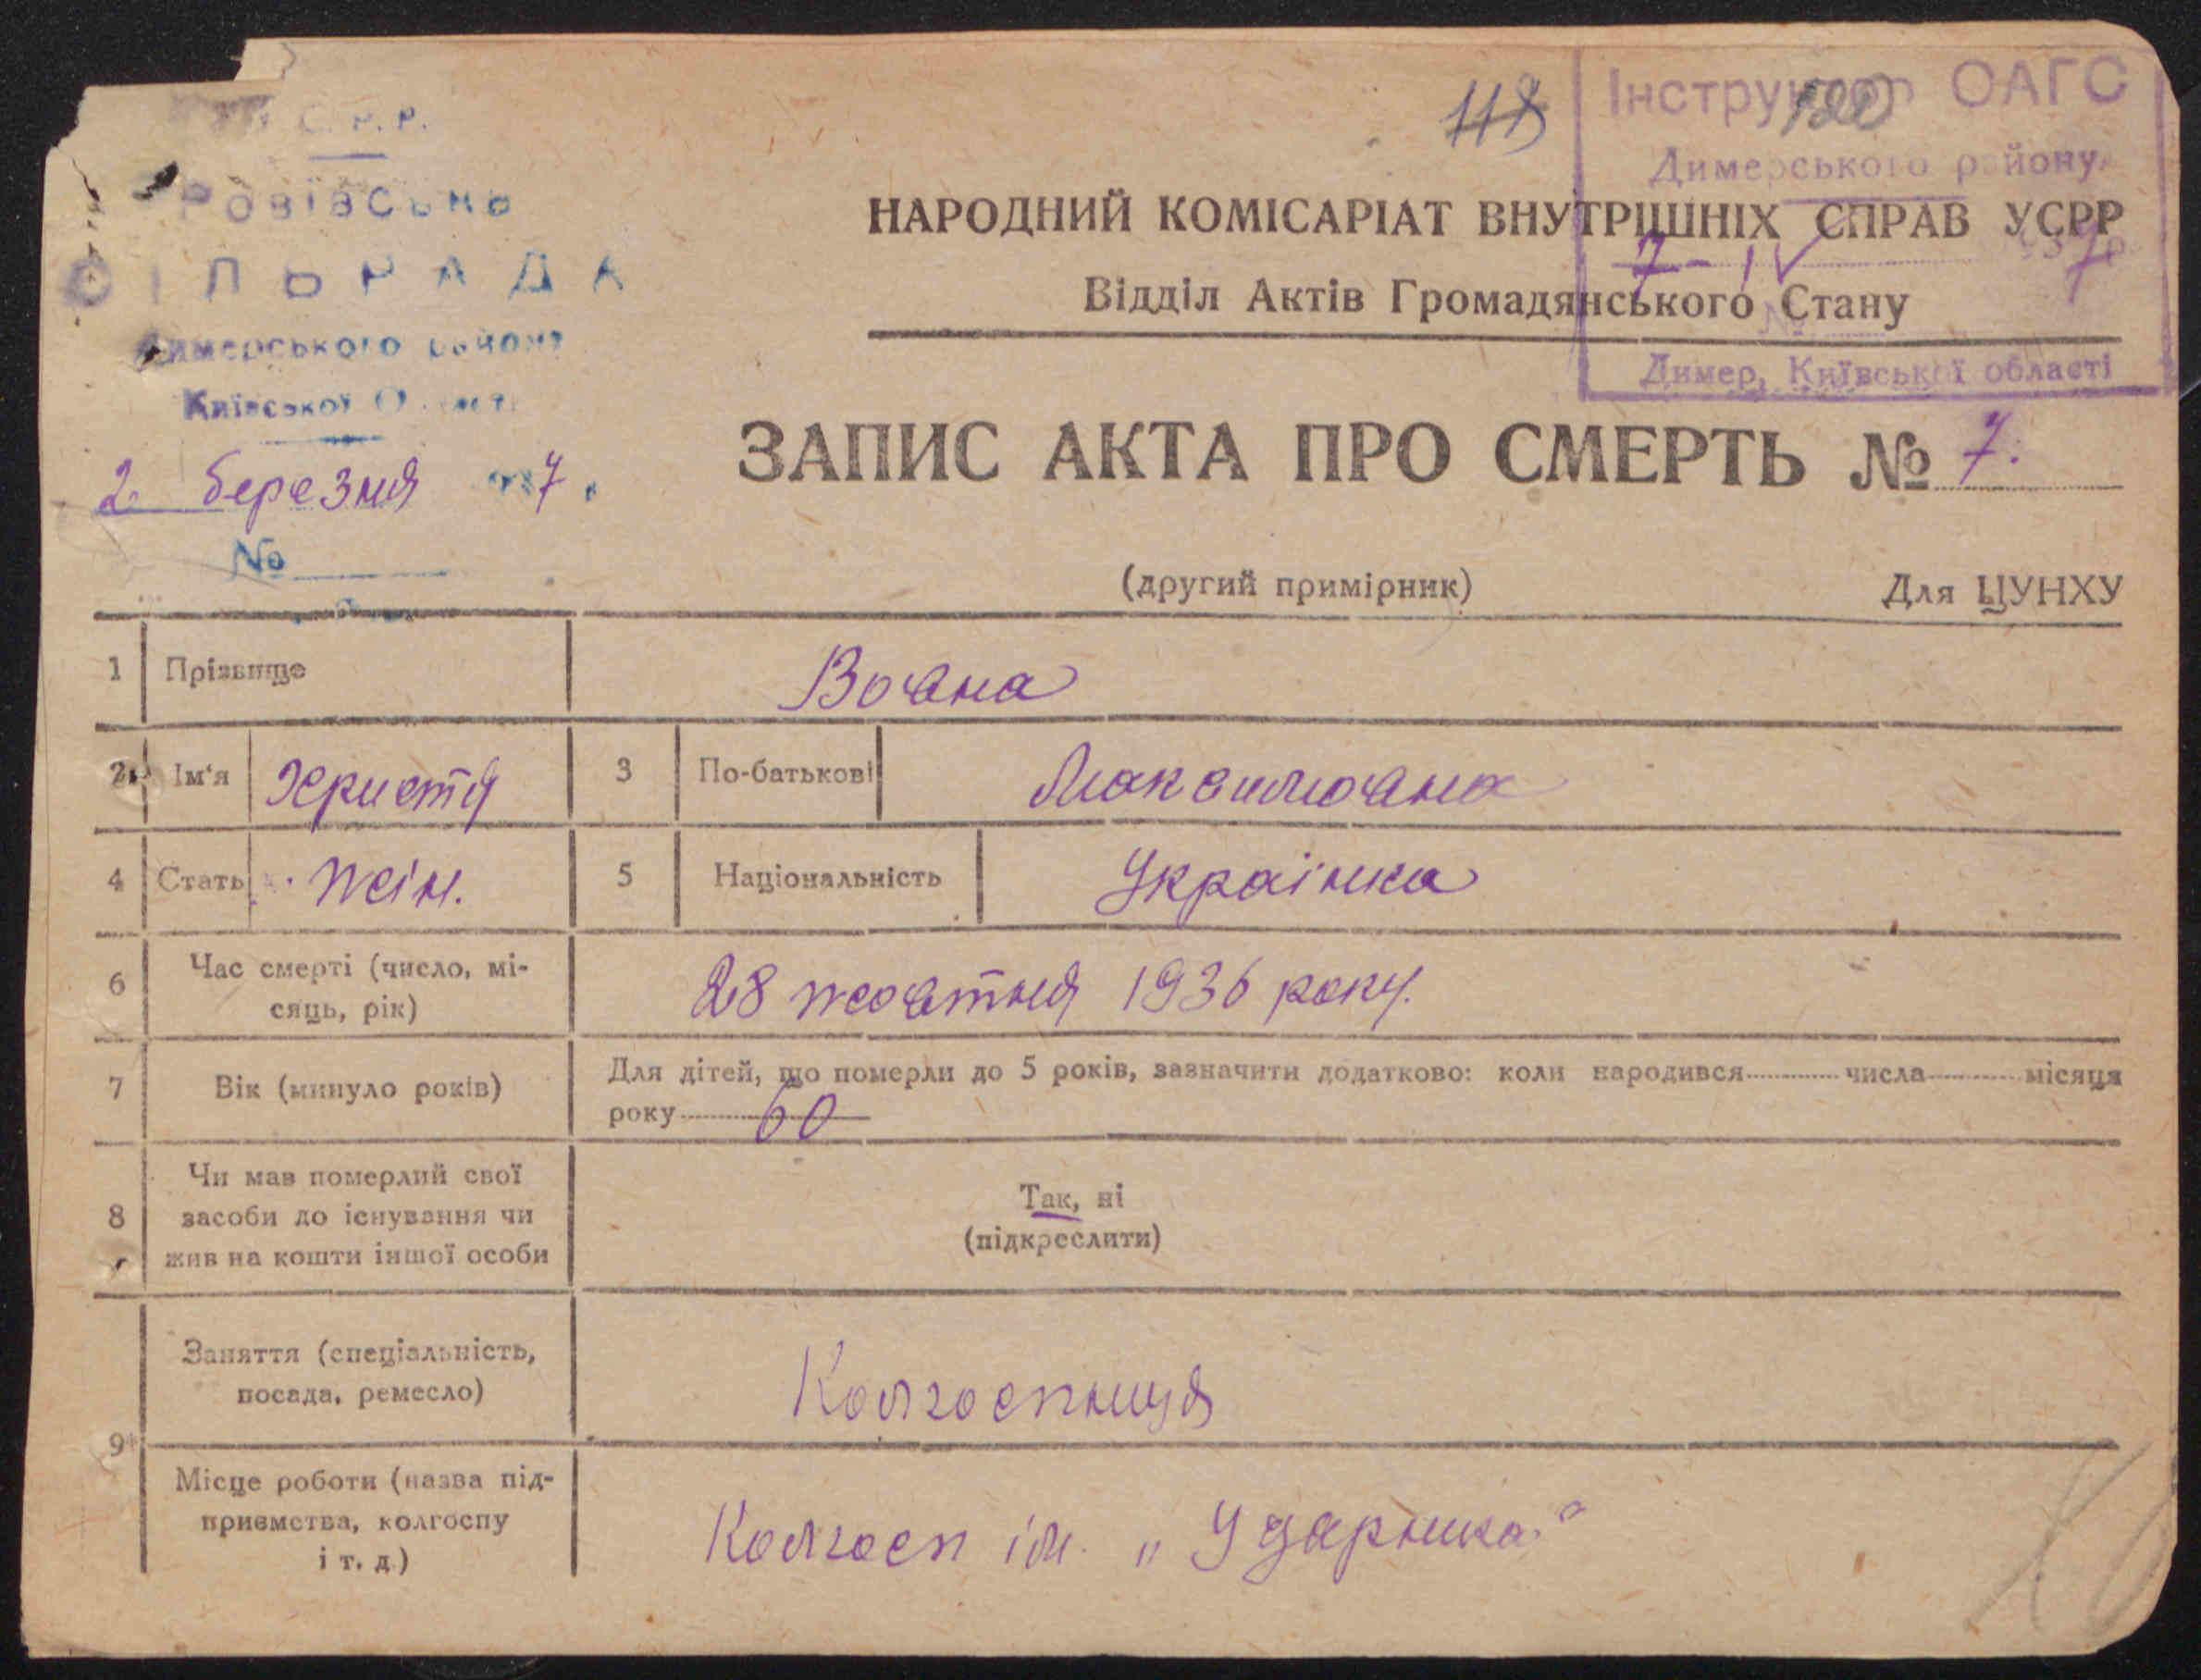 С. Р. Р.
СІЛЬРАДА
Димерського району
Київської
2 березня 1937 р.
№
118
120
Інструктор ОАГС
Димерського району
7 - IV 1937 р.
№
Димер, Київської області
НАРОДНИЙ КОМІСАРІАТ ВНУТРІШНІХ СПРАВ УСРР
Відділ Актів Громадянського Стану
ЗАПИС АКТА ПРО СМЕРТЬ № 7.
(другий примірник) Для ЦУНХУ
1 Прізвище Вовна
2 Ім'я Христя 3 По-батькові Максимовна
4 Стать жін. 5 Національність Українка
6 Час смерті (число, мі-
сяць, рік) 28 жовтня 1936 року.
7 Вік (минуло років) Для дітей, що померли до 5 років, зазначити додатково: коли народився числа місяця
року 60
8 Чи мав померлий свої
засоби до існування чи
жив на кошти іншої особи
Так, ні
(підкреслити)
9 Заняття (спеціальність,
посада, ремесло) Колгоспниця
Місце роботи (назва під-
приємства, колгоспу
і т. д.) Колгосп ім. „Ударника"